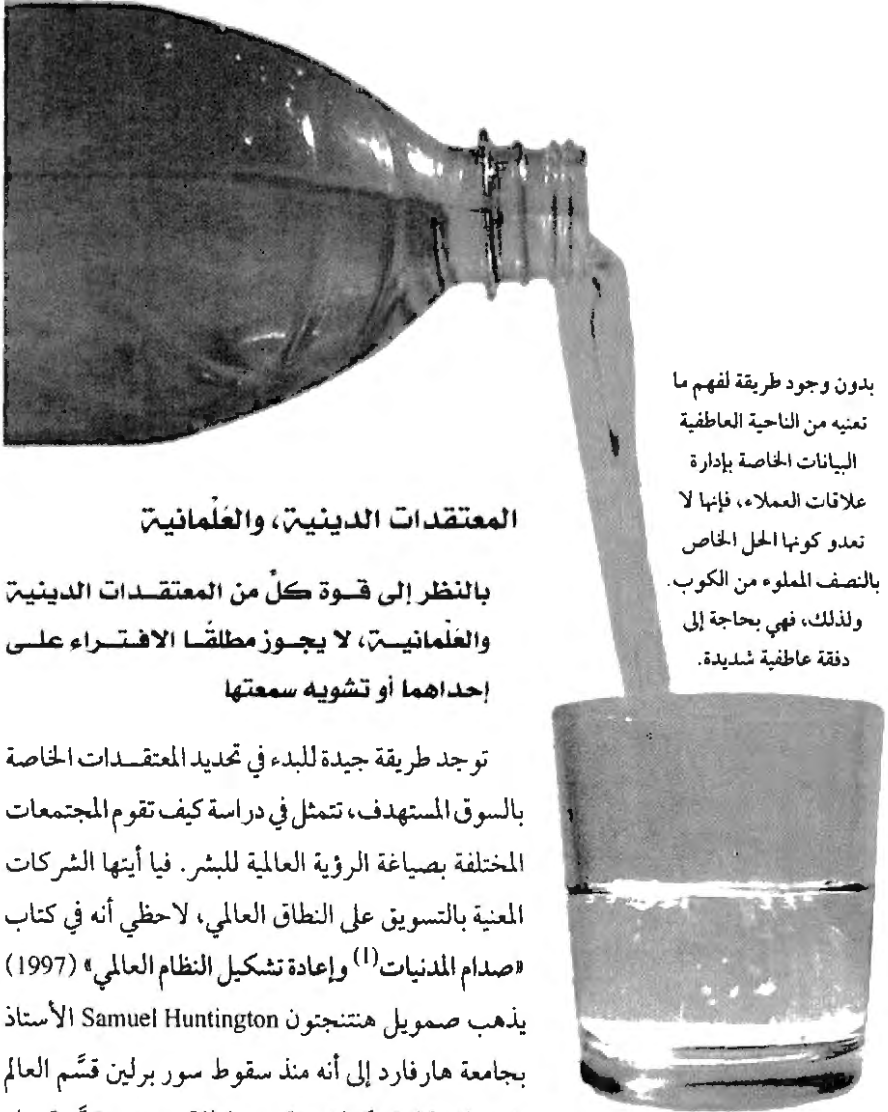 بدون وجود طريقة لفهم ما
تعنيه من الناحية العاطفية
البيانات الخاصة بإدارة
علاقات العملاء، فإنها لا
تعدو كونها الحل الخاص
بالنصف المملوء من الكوب.
ولذلك، فهي بحاجة إلى
دفقة عاطفية شديدة.
المعتقدات الدينية، والعَلْمانية
بالنظر إلى قوة كلٍّ من المعتقدات الدينية
والعَلْمانية، لا يجوز مطلقًا الافتراء على
إحداهما أو تشويه سمعتها
توجد طريقة جيدة للبدء في تحديد المعتقدات الخاصة
بالسوق المستهدف، تتمثل في دراسة كيف تقوم المجتمعات
المختلفة بصياغة الرؤية العالمية للبشر. فيا أيتها الشركات
المعنية بالتسويق على النطاق العالمي، لاحظي أنه في كتاب
«صدام المدنيات(1) وإعادة تشكيل النظام العالمي» (1997)
يذهب صمويل هنتنجتون Samuel Huntington الأستاذ
بجامعة هارفارد إلى أنه منذ سقوط سور برلين قسَّم العالم